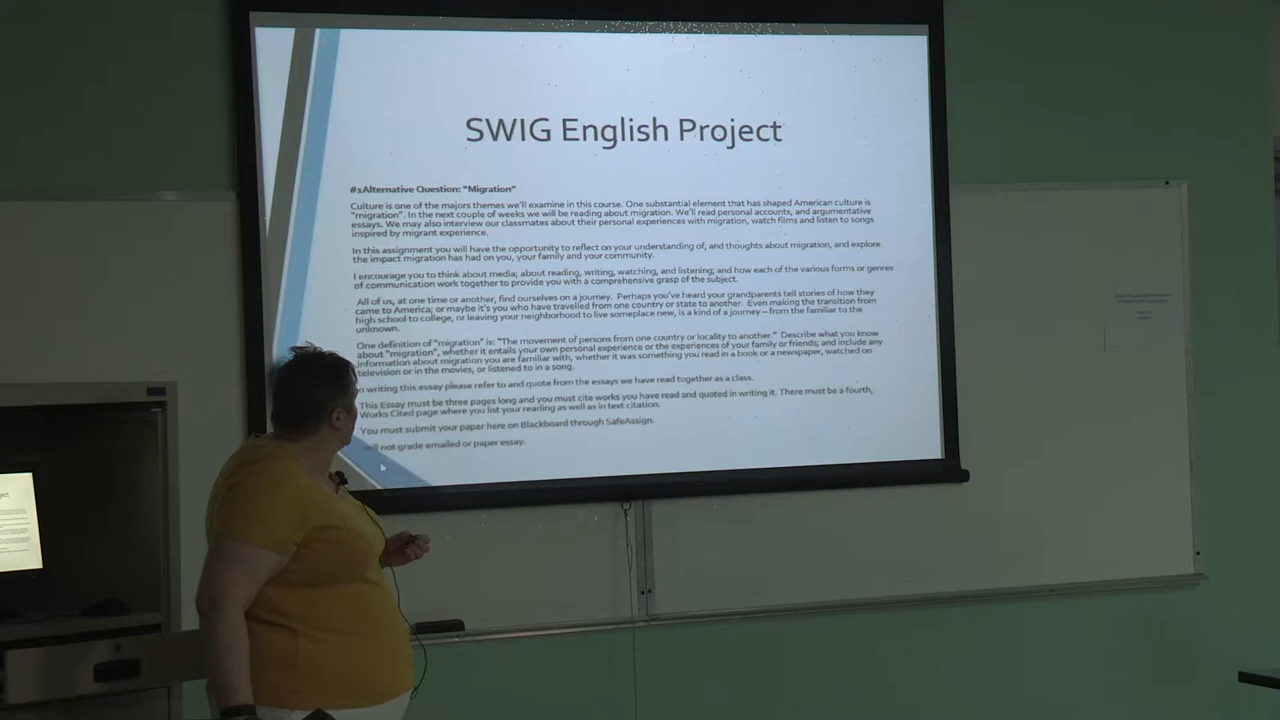 SWIG English Project
#1Alternative Question: "Migration"
Culture is one of the majors themes we'll examine in this course. One substantial element that has shaped American culture is
"migration". In the next couple of weeks we will be reading about migration. We'll read personal accounts, and argumentative
essays. We may also interview our classmates about their personal experiences with migration, watch films and listen to songs
inspired by migrant experience.
In this assignment you will have the opportunity to reflect on your understanding of, and thoughts about migration, and explore
the impact migration has had on you, your family and your community.
I encourage you to think about media; about reading, writing, watching, and listening; and how each of the various forms or genres
of communication work together to provide you with a comprehensive grasp of the subject.
All of us, at one time or another, find ourselves on a journey. Perhaps you've heard your grandparents tell stories of how they
came to America; or maybe it's you who have travelled from one country or state to another. Even making the transition from
high school to college, or leaving your neighborhood to live someplace new, is a kind of a journey – from the familiar to the
unknown.
One definition of "migration" is: "The movement of persons from one country or locality to another." Describe what you know
about "migration", whether it entails your own personal experience or the experiences of your family or friends; and include any
information about migration you are familiar with, whether it was something you read in a book or a newspaper, watched on
television or in the movies, or listened to in a song.
writing this essay please refer to and quote from the essays we have read together as a class.
This Essay must be three pages long and you must cite works you have read and quoted in writing it. There must be a fourth,
Works Cited page where you list your reading as well as in text citation.
You must submit your paper here on Blackboard through SafeAssign.
not grade emailed or paper essay.